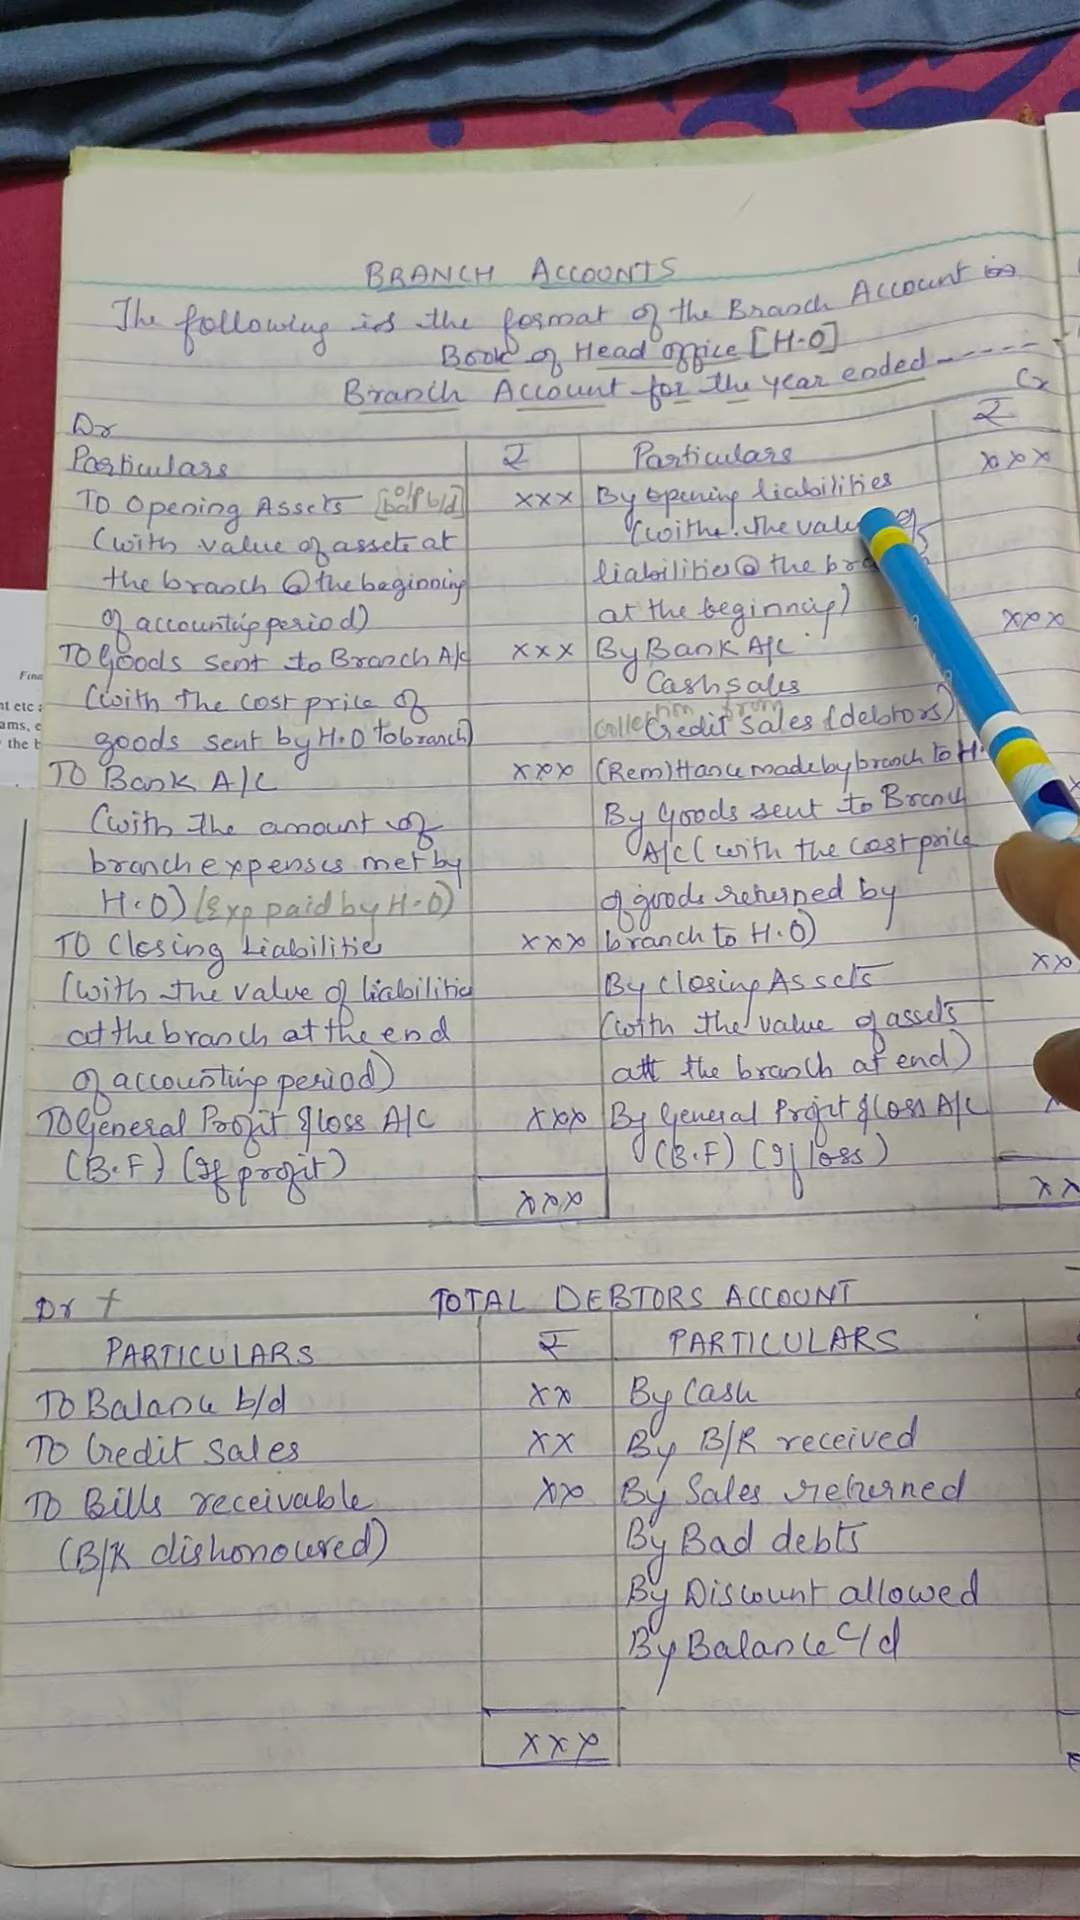 BRANCH ACCOUNTS
The following is the format of the Branch Account in
Book of Head office [H.O]
Branch Account for the year ended ------
Dr
Cr
Particulars
₹
Particulars
₹
To Opening Assets [o/p bal b/d]
xxx
By opening liabilities
xxx
(with value of assets at
(withe. the value of
the branch @ the beginning
liabilities @ the
of accounting period)
at the beginning)
To Goods sent to Branch A/c
xxx
By Bank A/c
xxx
(with the cost price of
Cash sales
goods sent by H.O to branch)
collection from Credit sales (debtors)
To Bank A/C
xxx
(Remittance made by branch to H.
(with the amount of
By Goods sent to Branch
branch expenses met by
A/c (with the cost price
H.O) (Exp paid by H.O)
of goods returned by
To Closing Liabilities
xxx
branch to H.O)
(with the value of liabilities
By Closing Assets
xx
at the branch at the end
(with the value of assets
of accounting period)
att the branch at end)
To General Profit & loss A/C
xxx
By General Profit & Loss A/c
x
(B.F) (If profit)
(B.F) (If loss)
xxx
xx
Dr
TOTAL DEBTORS ACCOUNT
PARTICULARS
₹
PARTICULARS
To Balance b/d
xx
By Cash
To Credit Sales
xx
By B/R received
To Bills receivable
xx
By Sales returned
(B/R dishonoured)
By Bad debts
By Discount allowed
By Balance c/d
xxx
Fina
nt etc
ams, e
the b